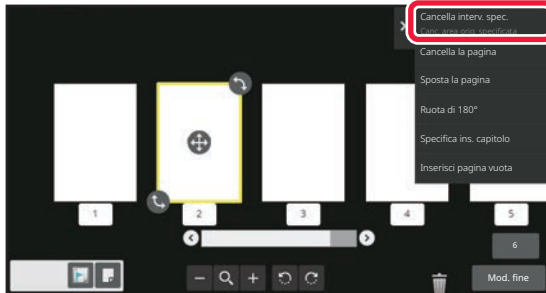 Cancella interv. spec.
Canc. area orig. specificata
Cancella la pagina
Sposta la pagina
Ruota di 180°
Specifica ins. capitolo
Inserisci pagina vuota
1
2
3
4
5
6
Mod. fine